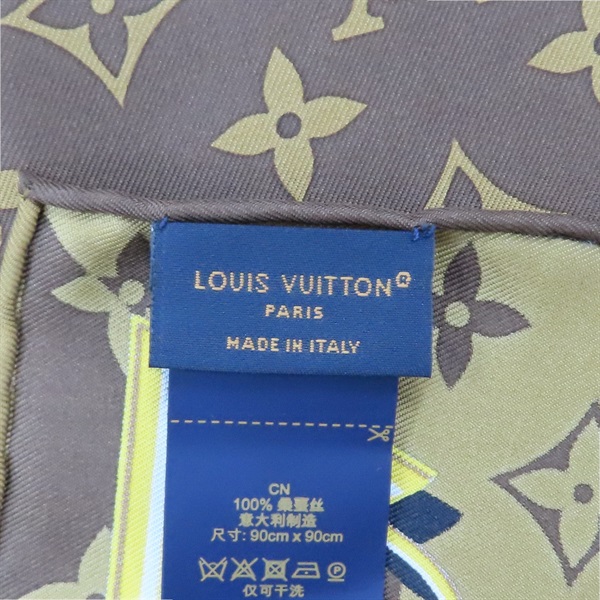 LOUIS VUITTON®
PARIS
MADE IN ITALY
CN
100% 桑蚕丝
意大利制造
尺寸: 90cm x 90cm
仅可干洗